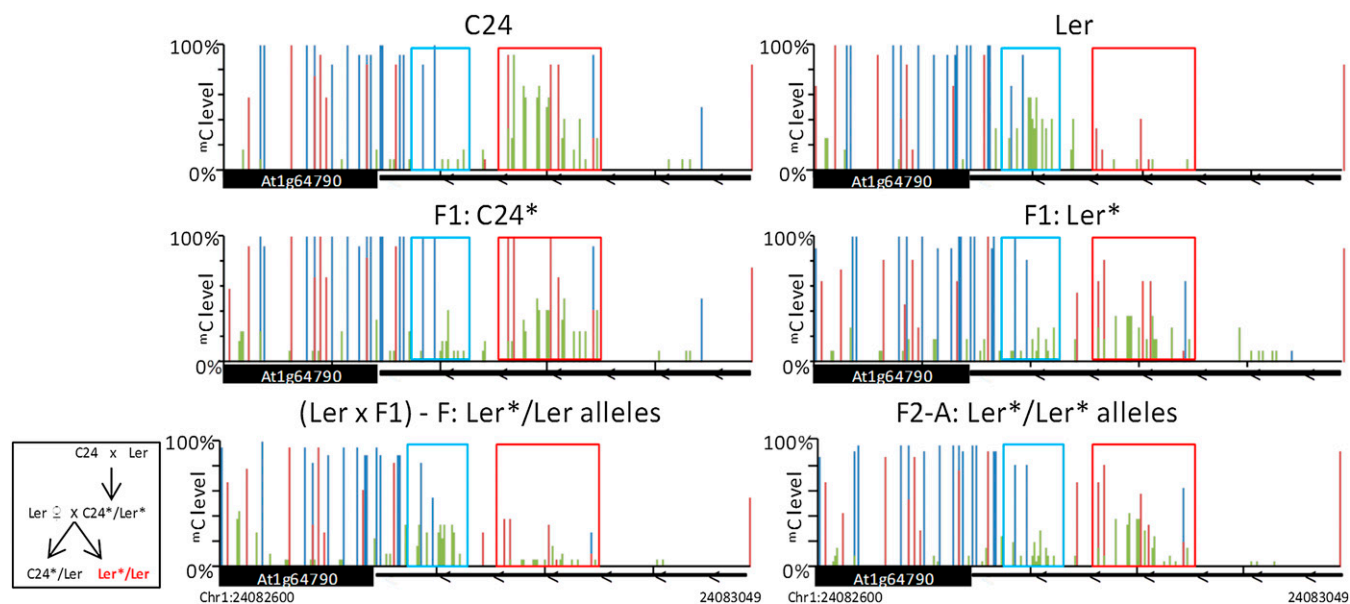 C24
Ler
100%
mC level
0%
At1g64790
100%
mC level
0%
At1g64790
F1: C24*
F1: Ler*
100%
mC level
0%
At1g64790
100%
mC level
0%
At1g64790
(Ler x F1) - F: Ler*/Ler alleles
F2-A: Ler*/Ler* alleles
C24 x Ler
Ler ♀ x C24*/Ler*
C24*/Ler Ler*/Ler
100%
mC level
0%
At1g64790
Chr1:24082600
24083049
100%
mC level
0%
At1g64790
Chr1:24082600
24083049